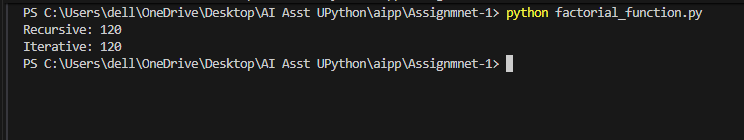 PS C:\Users\dell\OneDrive\Desktop\AI Asst UPython\aipp\Assignmnet-1> python factorial_function.py
Recursive: 120
Iterative: 120
PS C:\Users\dell\OneDrive\Desktop\AI Asst UPython\aipp\Assignmnet-1>